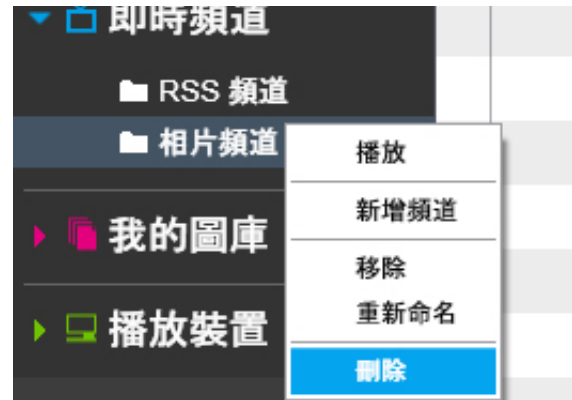 即時頻道
RSS 頻道
相片頻道
播放
新增頻道
移除
重新命名
刪除
我的圖庫
播放裝置